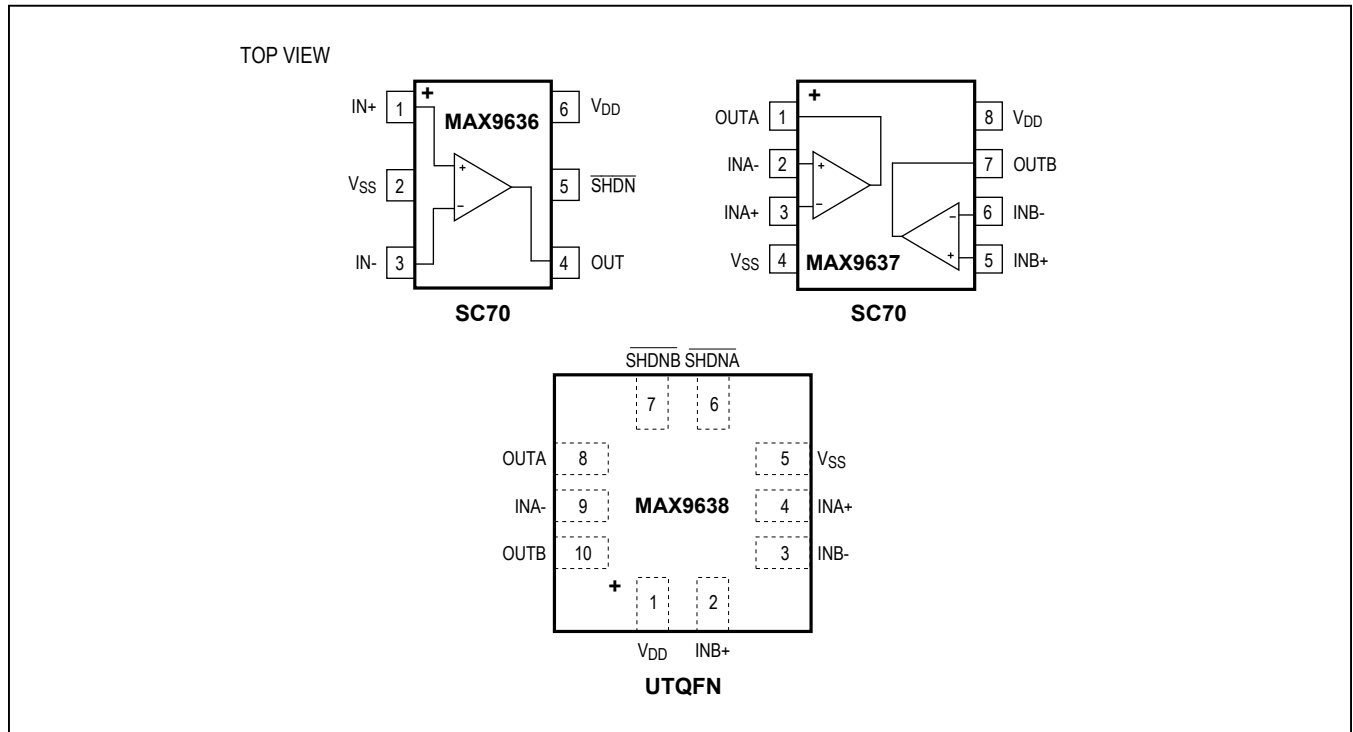 TOP VIEW
IN+ 1 + MAX9636 6 VDD
VSS 2 + − 5 SHDN
IN- 3 4 OUT
SC70
OUTA 1 + 8 VDD
INA- 2 + 7 OUTB
INA+ 3 − − 6 INB-
VSS 4 MAX9637 + 5 INB+
SC70
SHDNB SHDNA
7 6
OUTA 8 5 VSS
INA- 9 MAX9638 4 INA+
OUTB 10 3 INB-
+ 1 2
VDD INB+
UTQFN